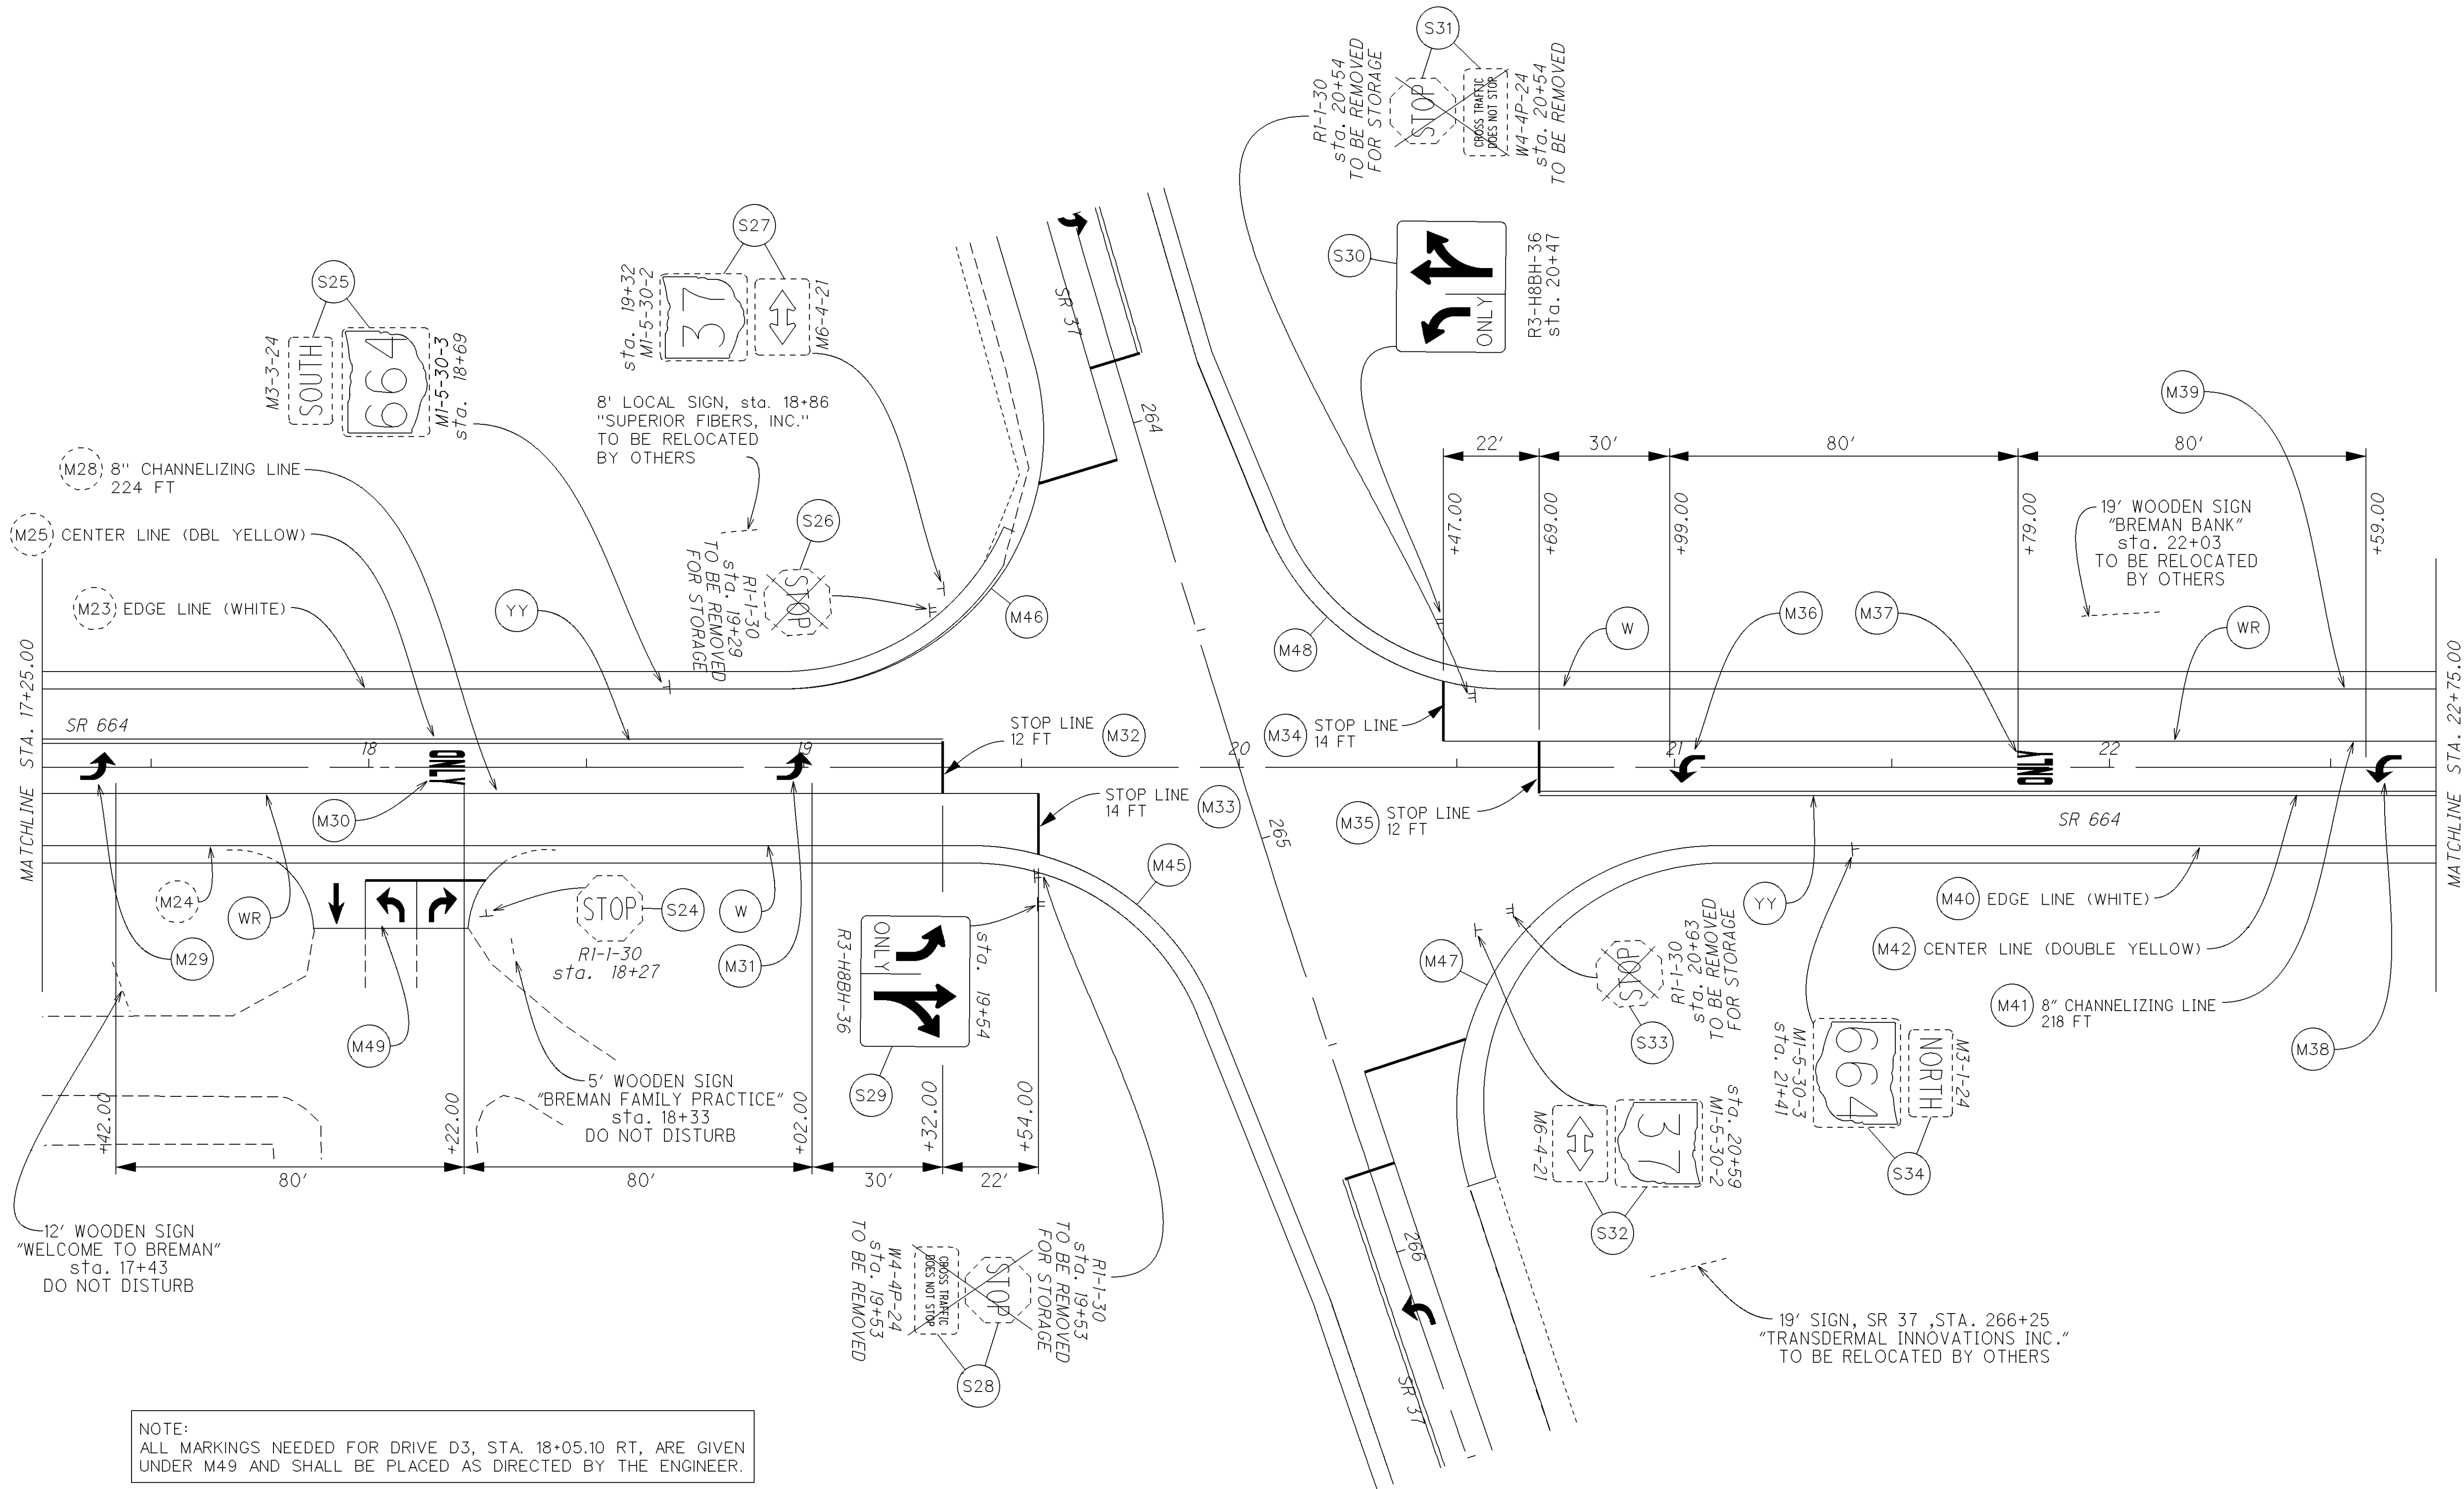 S31
R1-1-30
sta. 20+54
TO BE REMOVED
FOR STORAGE
STOP
CROSS TRAFFIC
DOES NOT STOP
W4-4P-24
sta. 20+54
TO BE REMOVED
S30
ONLY
R3-H8BH-36
sta. 20+47
S27
sta. 19+32
M1-5-30-2
37
M6-4-21
S25
M3-3-24
SOUTH
664
M1-5-30-3
sta. 18+69
8' LOCAL SIGN, sta. 18+86
"SUPERIOR FIBERS, INC."
TO BE RELOCATED
BY OTHERS
SR 37
264
M28 8" CHANNELIZING LINE
224 FT
M25 CENTER LINE (DBL YELLOW)
M23 EDGE LINE (WHITE)
YY
S26
STOP
R1-1-30
sta. 19+29
TO BE REMOVED
FOR STORAGE
M46
M48
M39
22'
30'
80'
80'
+47.00
+69.00
+99.00
+79.00
+59.00
19' WOODEN SIGN
"BREMAN BANK"
sta. 22+03
TO BE RELOCATED
BY OTHERS
W
M36
M37
WR
MATCHLINE STA. 17+25.00
SR 664
18
ONLY
19
STOP LINE
12 FT
M32
M34
STOP LINE
14 FT
20
21
ONLY
22
MATCHLINE STA. 22+75.00
M30
STOP LINE
14 FT
M33
M35
STOP LINE
12 FT
265
SR 664
M24
WR
M29
M49
STOP
S24
R1-1-30
sta. 18+27
W
M31
M45
ONLY
R3-H8BH-36
sta. 19+54
S29
M47
YY
M40 EDGE LINE (WHITE)
M42 CENTER LINE (DOUBLE YELLOW)
M41 8" CHANNELIZING LINE
218 FT
M38
STOP
R1-1-30
sta. 20+63
TO BE REMOVED
FOR STORAGE
S33
664
M1-5-30-3
sta. 21+41
NORTH
M3-1-24
S34
5' WOODEN SIGN
"BREMAN FAMILY PRACTICE"
sta. 18+33
DO NOT DISTURB
+42.00
+22.00
+02.00
+32.00
+54.00
80'
80'
30'
22'
M6-4-21
37
sta. 20+59
M1-5-30-2
S32
12' WOODEN SIGN
"WELCOME TO BREMAN"
sta. 17+43
DO NOT DISTURB
R1-1-30
sta. 19+53
TO BE REMOVED
FOR STORAGE
STOP
CROSS TRAFFIC
DOES NOT STOP
W4-4P-24
sta. 19+53
TO BE REMOVED
S28
266
SR 37
19' SIGN, SR 37 ,STA. 266+25
"TRANSDERMAL INNOVATIONS INC."
TO BE RELOCATED BY OTHERS
NOTE:
ALL MARKINGS NEEDED FOR DRIVE D3, STA. 18+05.10 RT, ARE GIVEN
UNDER M49 AND SHALL BE PLACED AS DIRECTED BY THE ENGINEER.